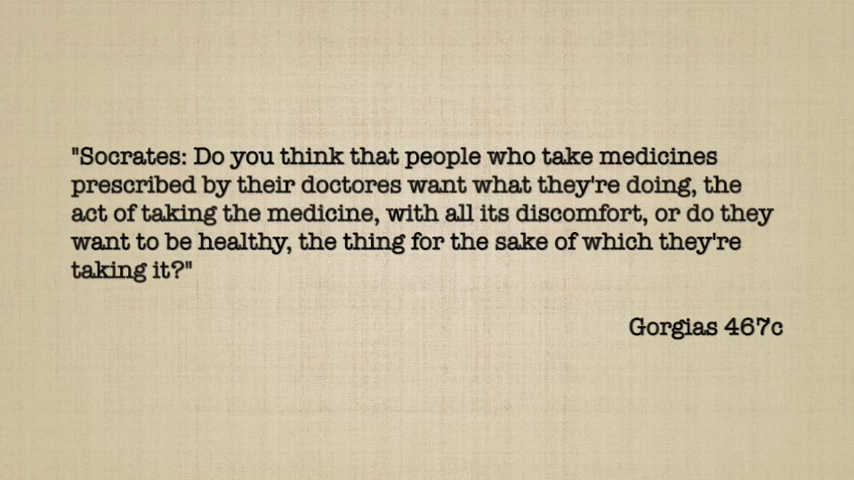 "Socrates: Do you think that people who take medicines
prescribed by their doctores want what they're doing, the
act of taking the medicine, with all its discomfort, or do they
want to be healthy, the thing for the sake of which they're
taking it?"
Gorgias 467c